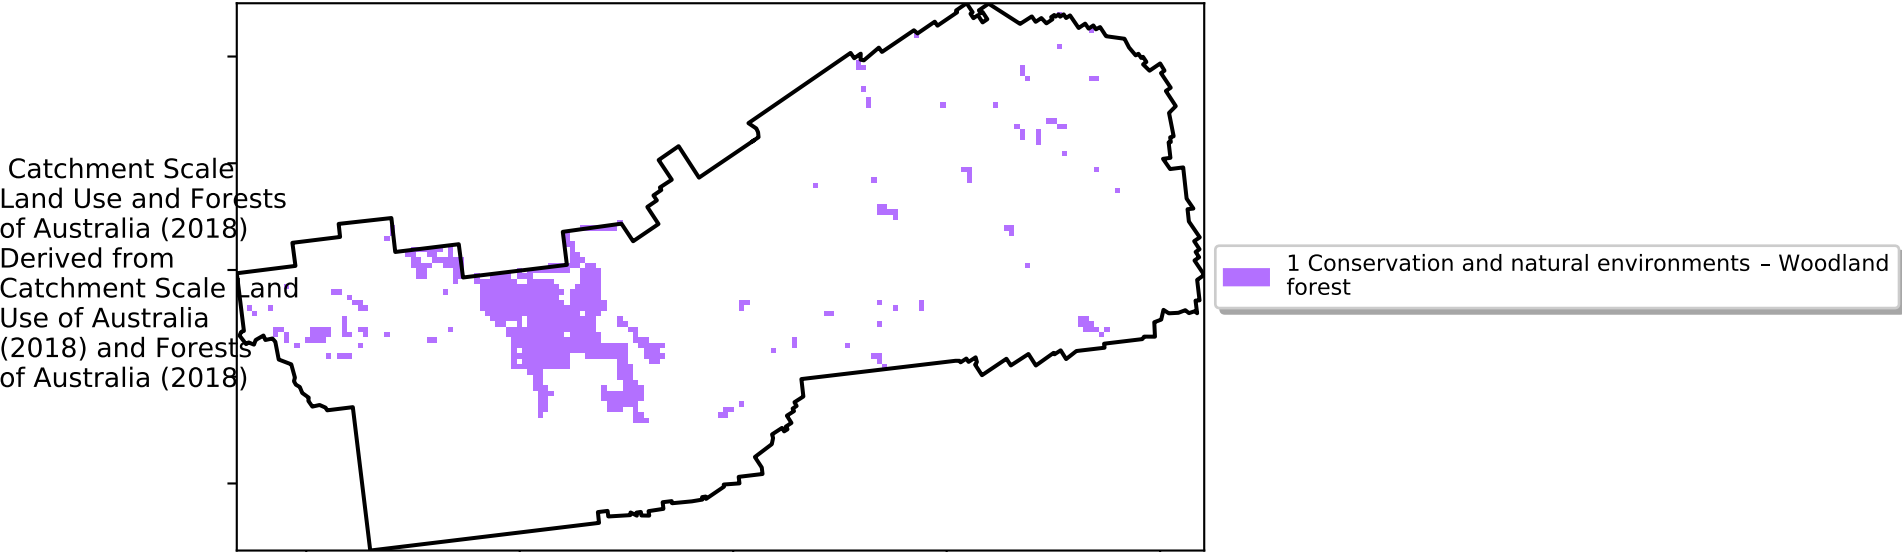 Catchment Scale
Land Use and Forests
of Australia (2018)
Derived from
Catchment Scale Land
Use of Australia
(2018) and Forests
of Australia (2018)
1 Conservation and natural environments – Woodland
forest